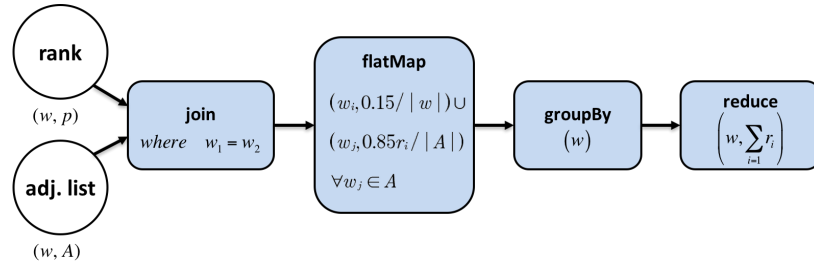 rank
(w, p)
adj. list
(w, A)
join
where w₁ = w₂
flatMap
(wᵢ, 0.15/ | w |) ∪
(wⱼ, 0.85rᵢ / | A |)
∀wⱼ ∈ A
groupBy
(w)
reduce
(w, ∑ rᵢ)
i=1